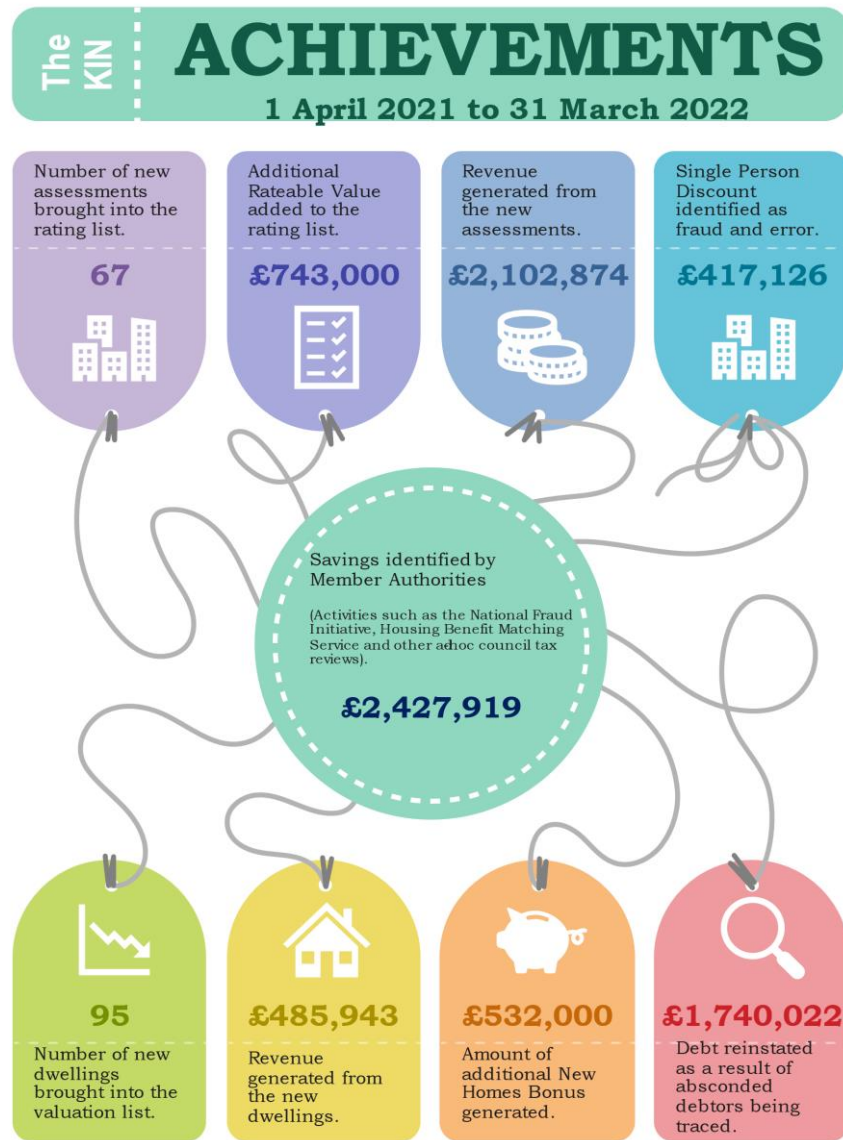 The
KIN
ACHIEVEMENTS
1 April 2021 to 31 March 2022
Number of new
assessments
brought into the
rating list.
67
Additional
Rateable Value
added to the
rating list.
£743,000
Revenue
generated from
the new
assessments.
£2,102,874
Single Person
Discount
identified as
fraud and error.
£417,126
Savings identified by
Member Authorities
(Activities such as the National Fraud
Initiative, Housing Benefit Matching
Service and other ad-hoc council tax
reviews).
£2,427,919
95
Number of new
dwellings
brought into the
valuation list.
£485,943
Revenue
generated from
the new
dwellings.
£532,000
Amount of
additional New
Homes Bonus
generated.
£1,740,022
Debt reinstated
as a result of
absconded
debtors being
traced.